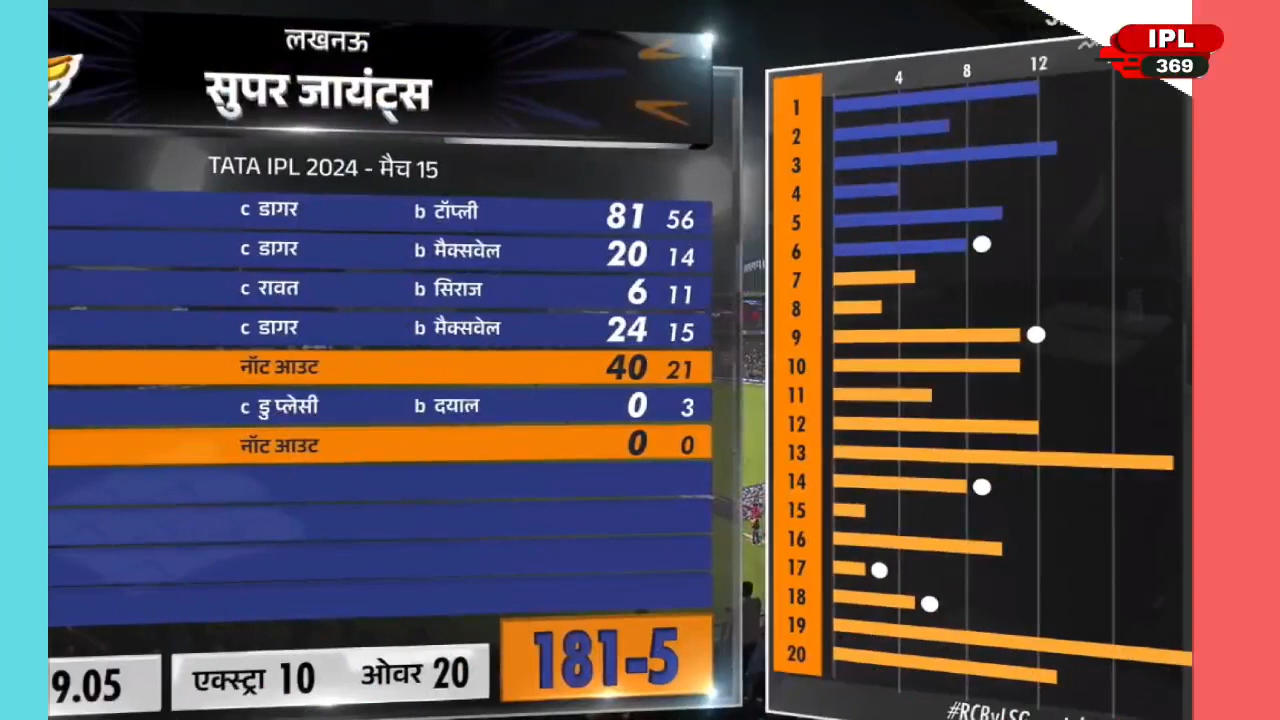 लखनऊ
सुपर जायंट्स
TATA IPL 2024 - मैच 15
c डागर b टॉप्ली 81 56
c डागर b मैक्सवेल 20 14
c रावत b सिराज 6 11
c डागर b मैक्सवेल 24 15
नॉट आउट 40 21
c डु प्लेसी b दयाल 0 3
नॉट आउट 0 0
9.05 एक्स्ट्रा 10 ओवर 20 181-5
IPL
369
4 8 12
1
2
3
4
5
6
7
8
9
10
11
12
13
14
15
16
17
18
19
20